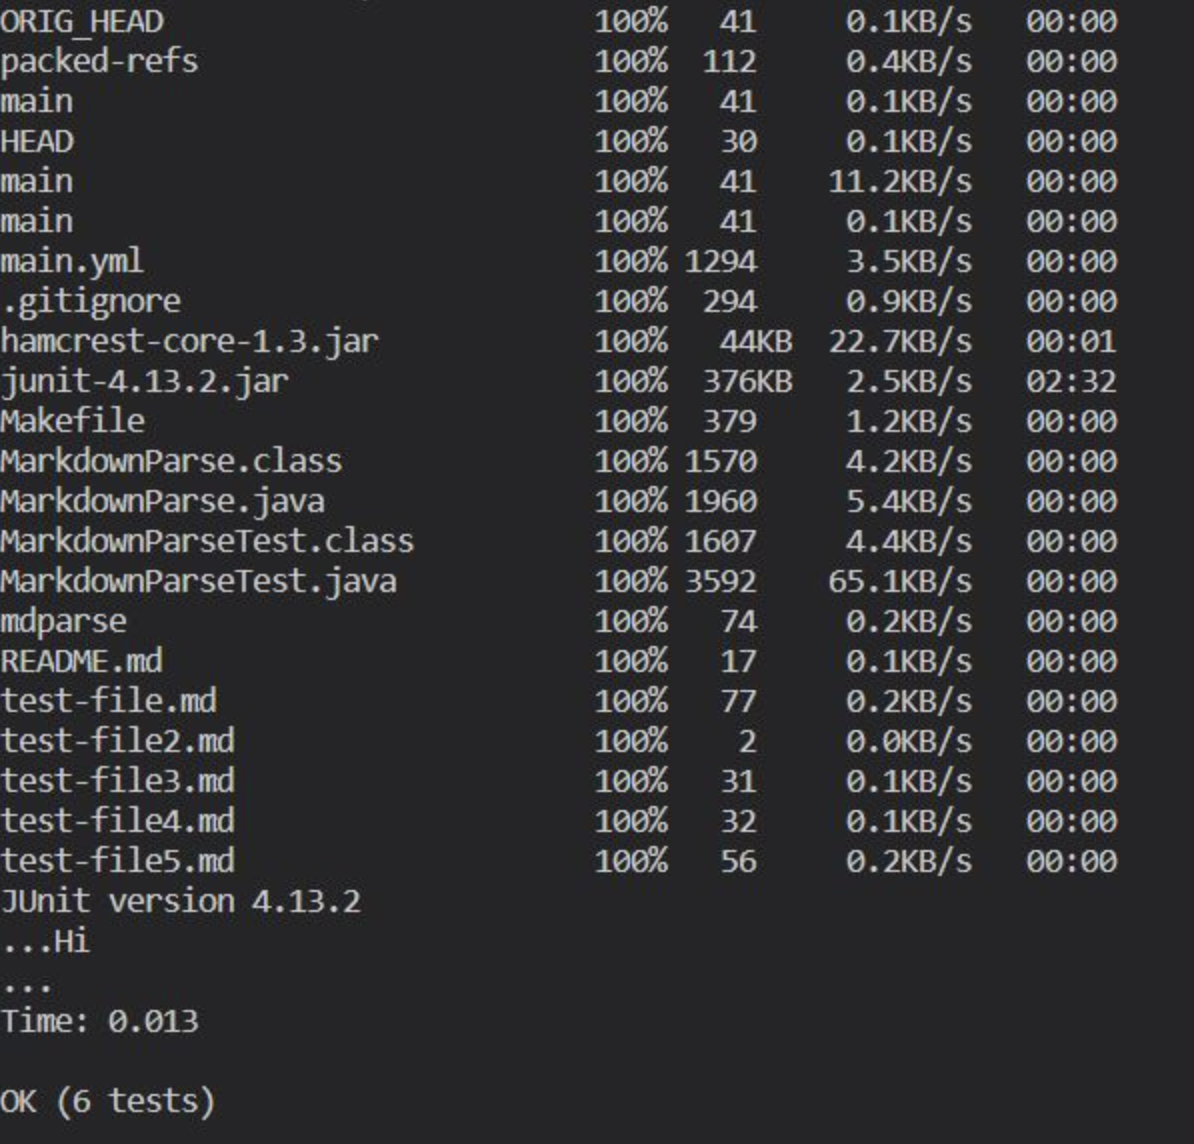 ORIG_HEAD 100% 41 0.1KB/s 00:00
packed-refs 100% 112 0.4KB/s 00:00
main 100% 41 0.1KB/s 00:00
HEAD 100% 30 0.1KB/s 00:00
main 100% 41 11.2KB/s 00:00
main 100% 41 0.1KB/s 00:00
main.yml 100% 1294 3.5KB/s 00:00
.gitignore 100% 294 0.9KB/s 00:00
hamcrest-core-1.3.jar 100% 44KB 22.7KB/s 00:01
junit-4.13.2.jar 100% 376KB 2.5KB/s 02:32
Makefile 100% 379 1.2KB/s 00:00
MarkdownParse.class 100% 1570 4.2KB/s 00:00
MarkdownParse.java 100% 1960 5.4KB/s 00:00
MarkdownParseTest.class 100% 1607 4.4KB/s 00:00
MarkdownParseTest.java 100% 3592 65.1KB/s 00:00
mdparse 100% 74 0.2KB/s 00:00
README.md 100% 17 0.1KB/s 00:00
test-file.md 100% 77 0.2KB/s 00:00
test-file2.md 100% 2 0.0KB/s 00:00
test-file3.md 100% 31 0.1KB/s 00:00
test-file4.md 100% 32 0.1KB/s 00:00
test-file5.md 100% 56 0.2KB/s 00:00
JUnit version 4.13.2
...Hi
...
Time: 0.013
OK (6 tests)